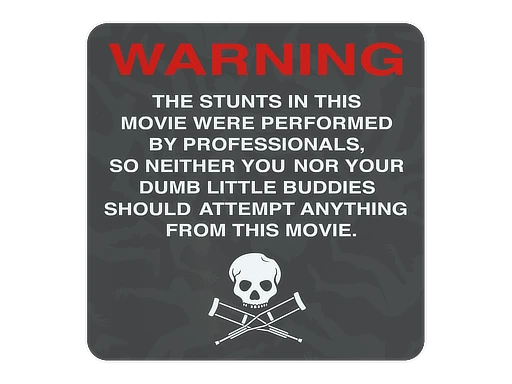 WARNING
THE STUNTS IN THIS
MOVIE WERE PERFORMED
BY PROFESSIONALS,
SO NEITHER YOU NOR YOUR
DUMB LITTLE BUDDIES
SHOULD ATTEMPT ANYTHING
FROM THIS MOVIE.